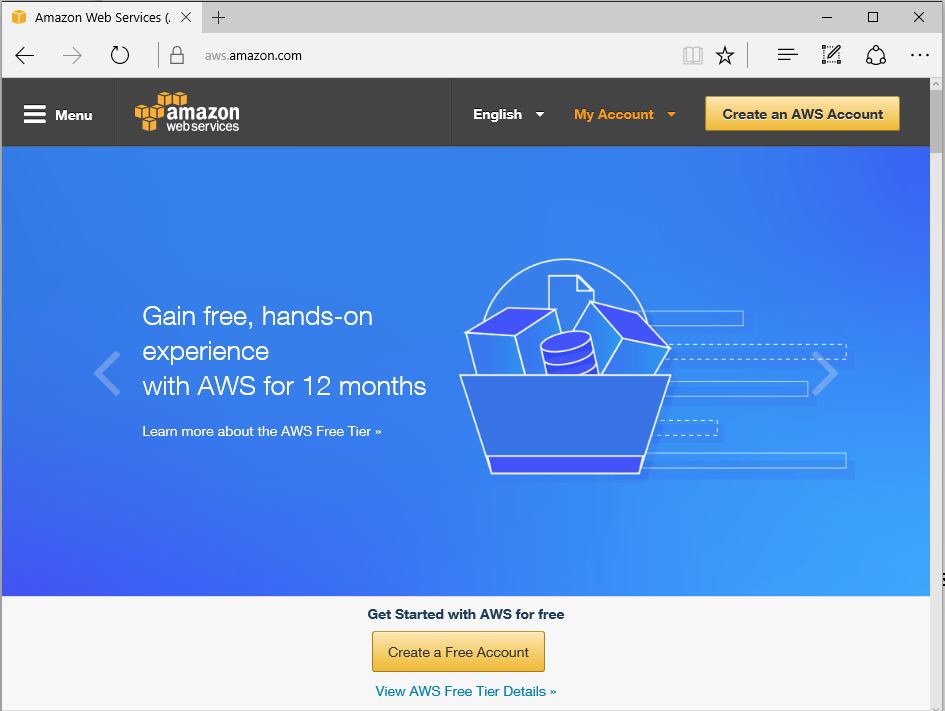 Amazon Web Services (
aws.amazon.com
Menu
amazon
webservices
English
My Account
Create an AWS Account
Gain free, hands-on
experience
with AWS for 12 months
Learn more about the AWS Free Tier »
Get Started with AWS for free
Create a Free Account
View AWS Free Tier Details »